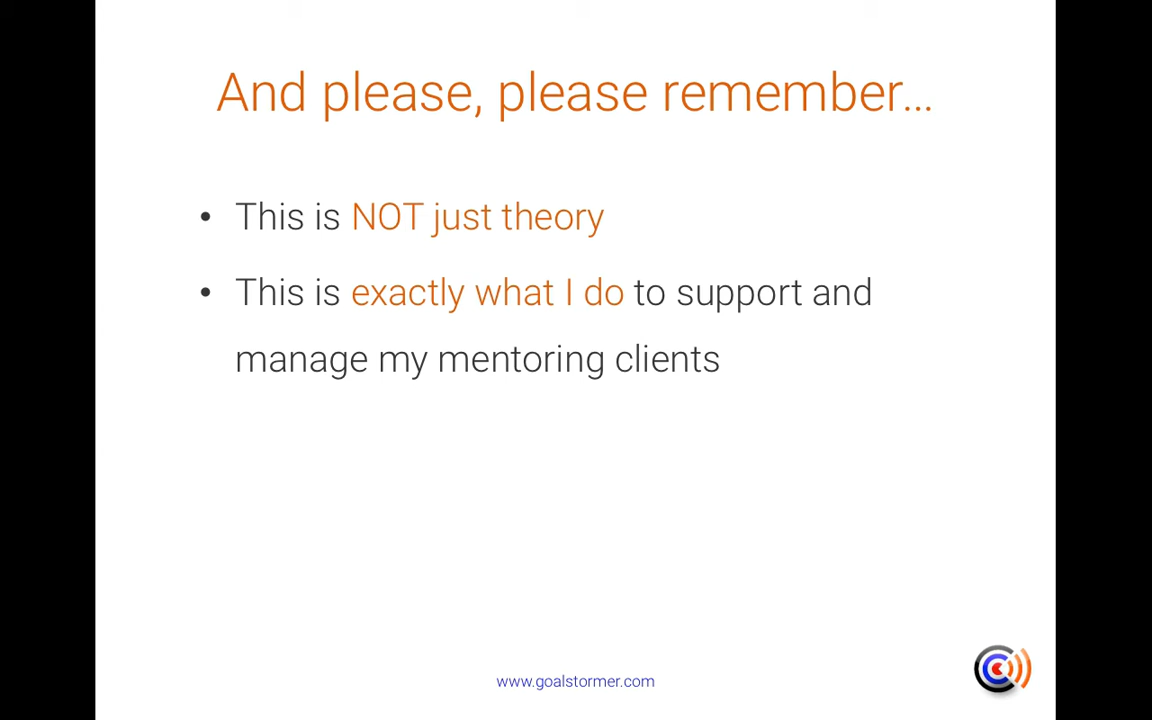 And please, please remember...
• This is NOT just theory
• This is exactly what I do to support and
manage my mentoring clients
www.goalstormer.com